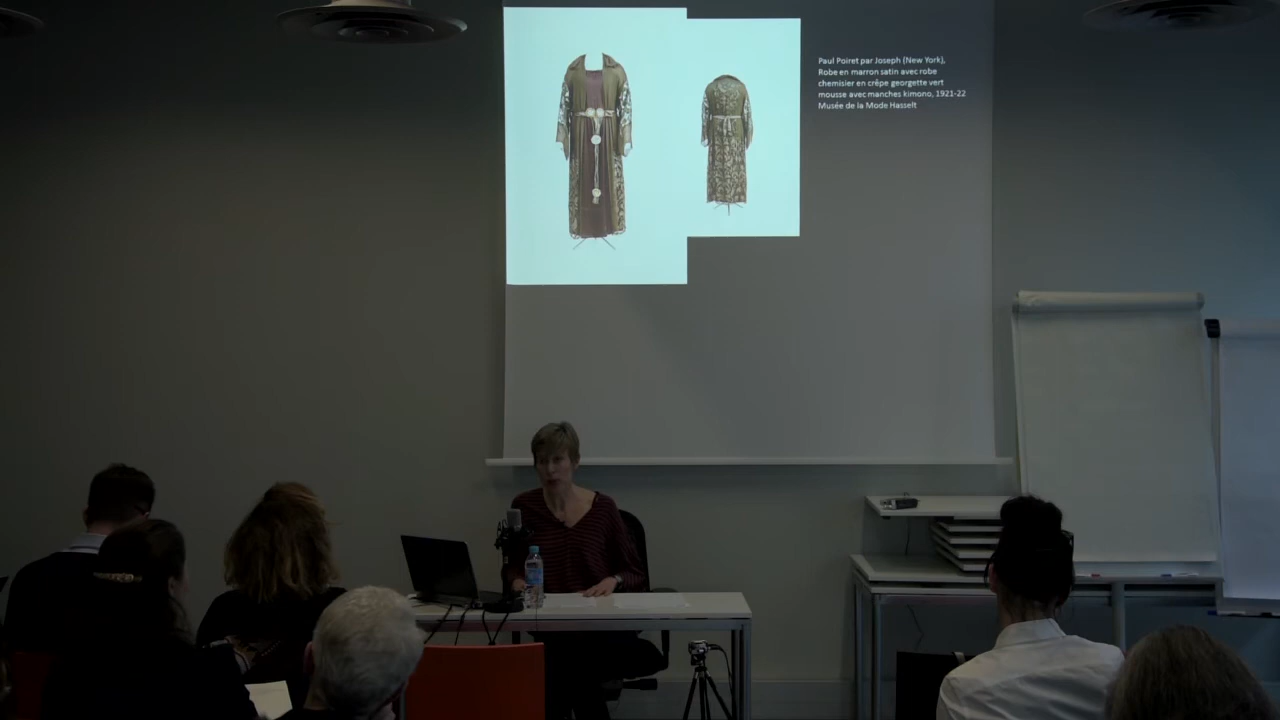 Paul Poiret par Joseph (New York),
Robe en marron satin avec robe
chemisier en crêpe georgette vert
mousse avec manches kimono, 1921-22
Musée de la Mode Hasselt